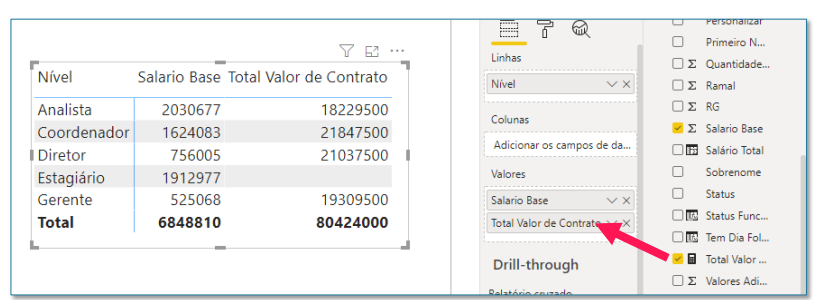 Nível Salario Base Total Valor de Contrato
Analista 2030677 18229500
Coordenador 1624083 21847500
Diretor 756005 21037500
Estagiário 1912977
Gerente 525068 19309500
Total 6848810 80424000
Linhas
Nível
Colunas
Adicionar os campos de da...
Valores
Salario Base
Total Valor de Contrato
Drill-through
Relatório cruzado
Personalizar
Primeiro N...
Σ Quantidade...
Σ Ramal
Σ RG
Σ Salario Base
Salário Total
Sobrenome
Status
Status Func...
Tem Dia Fol...
Total Valor ...
Σ Valores Adi...